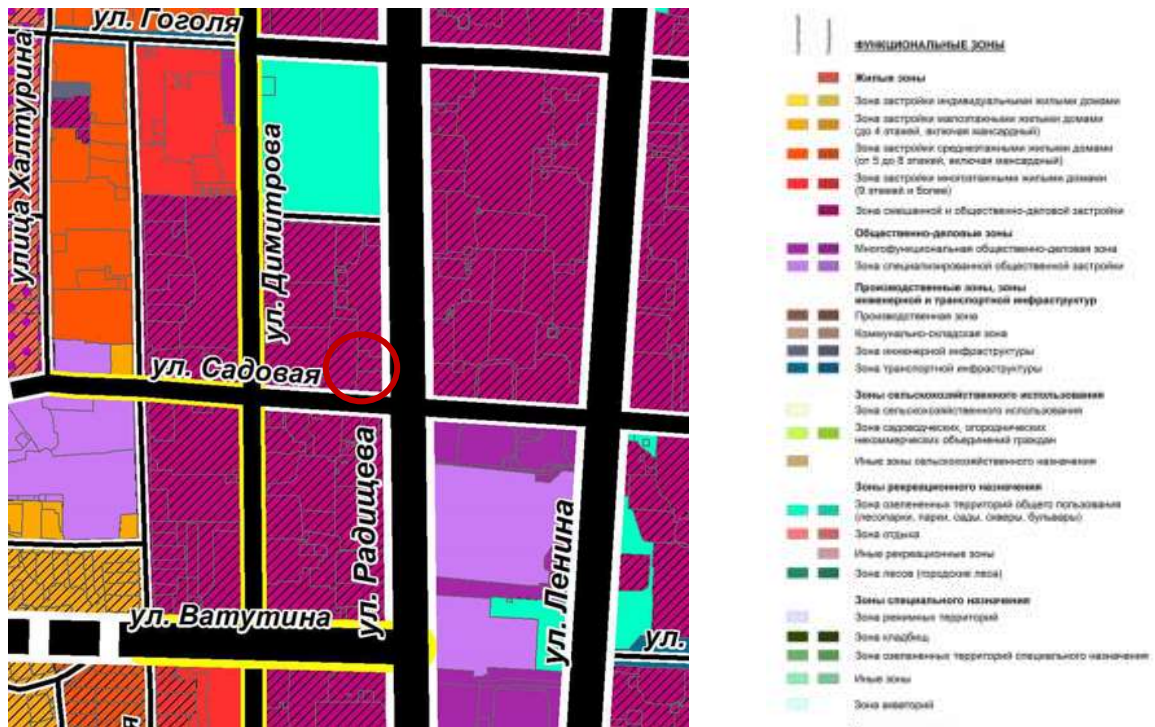 ул. Гоголя
улица Халтурина
ул. Димитрова
ул. Садовая
ул. Радищева
ул. Ленина
ул. Ватутина
ул.
я
ФУНКЦИОНАЛЬНЫЕ ЗОНЫ
Жилые зоны
Зона застройки индивидуальными жилыми домами
Зона застройки малоэтажными жилыми домами
(до 4 этажей, включая мансардный)
Зона застройки среднеэтажными жилыми домами
(от 5 до 8 этажей, включая мансардный)
Зона застройки многоэтажными жилыми домами
(9 этажей и более)
Зона смешанной и общественно-деловой застройки
Общественно-деловые зоны
Многофункциональная общественно-деловая зона
Зона специализированной общественной застройки
Производственные зоны, зоны
инженерной и транспортной инфраструктур
Производственная зона
Коммунально-складская зона
Зона инженерной инфраструктуры
Зона транспортной инфраструктуры
Зоны сельскохозяйственного использования
Зона сельскохозяйственного использования
Зона садоводческих, огороднических
некоммерческих объединений граждан
Иные зоны сельскохозяйственного назначения
Зоны рекреационного назначения
Зона озелененных территорий общего пользования
(лесопарки, парки, сады, скверы, бульвары)
Зона отдыха
Иные рекреационные зоны
Зона лесов (городские леса)
Зоны специального назначения
Зона режимных территорий
Зона кладбищ
Зона озелененных территорий специального назначения
Иные зоны
Зона акваторий